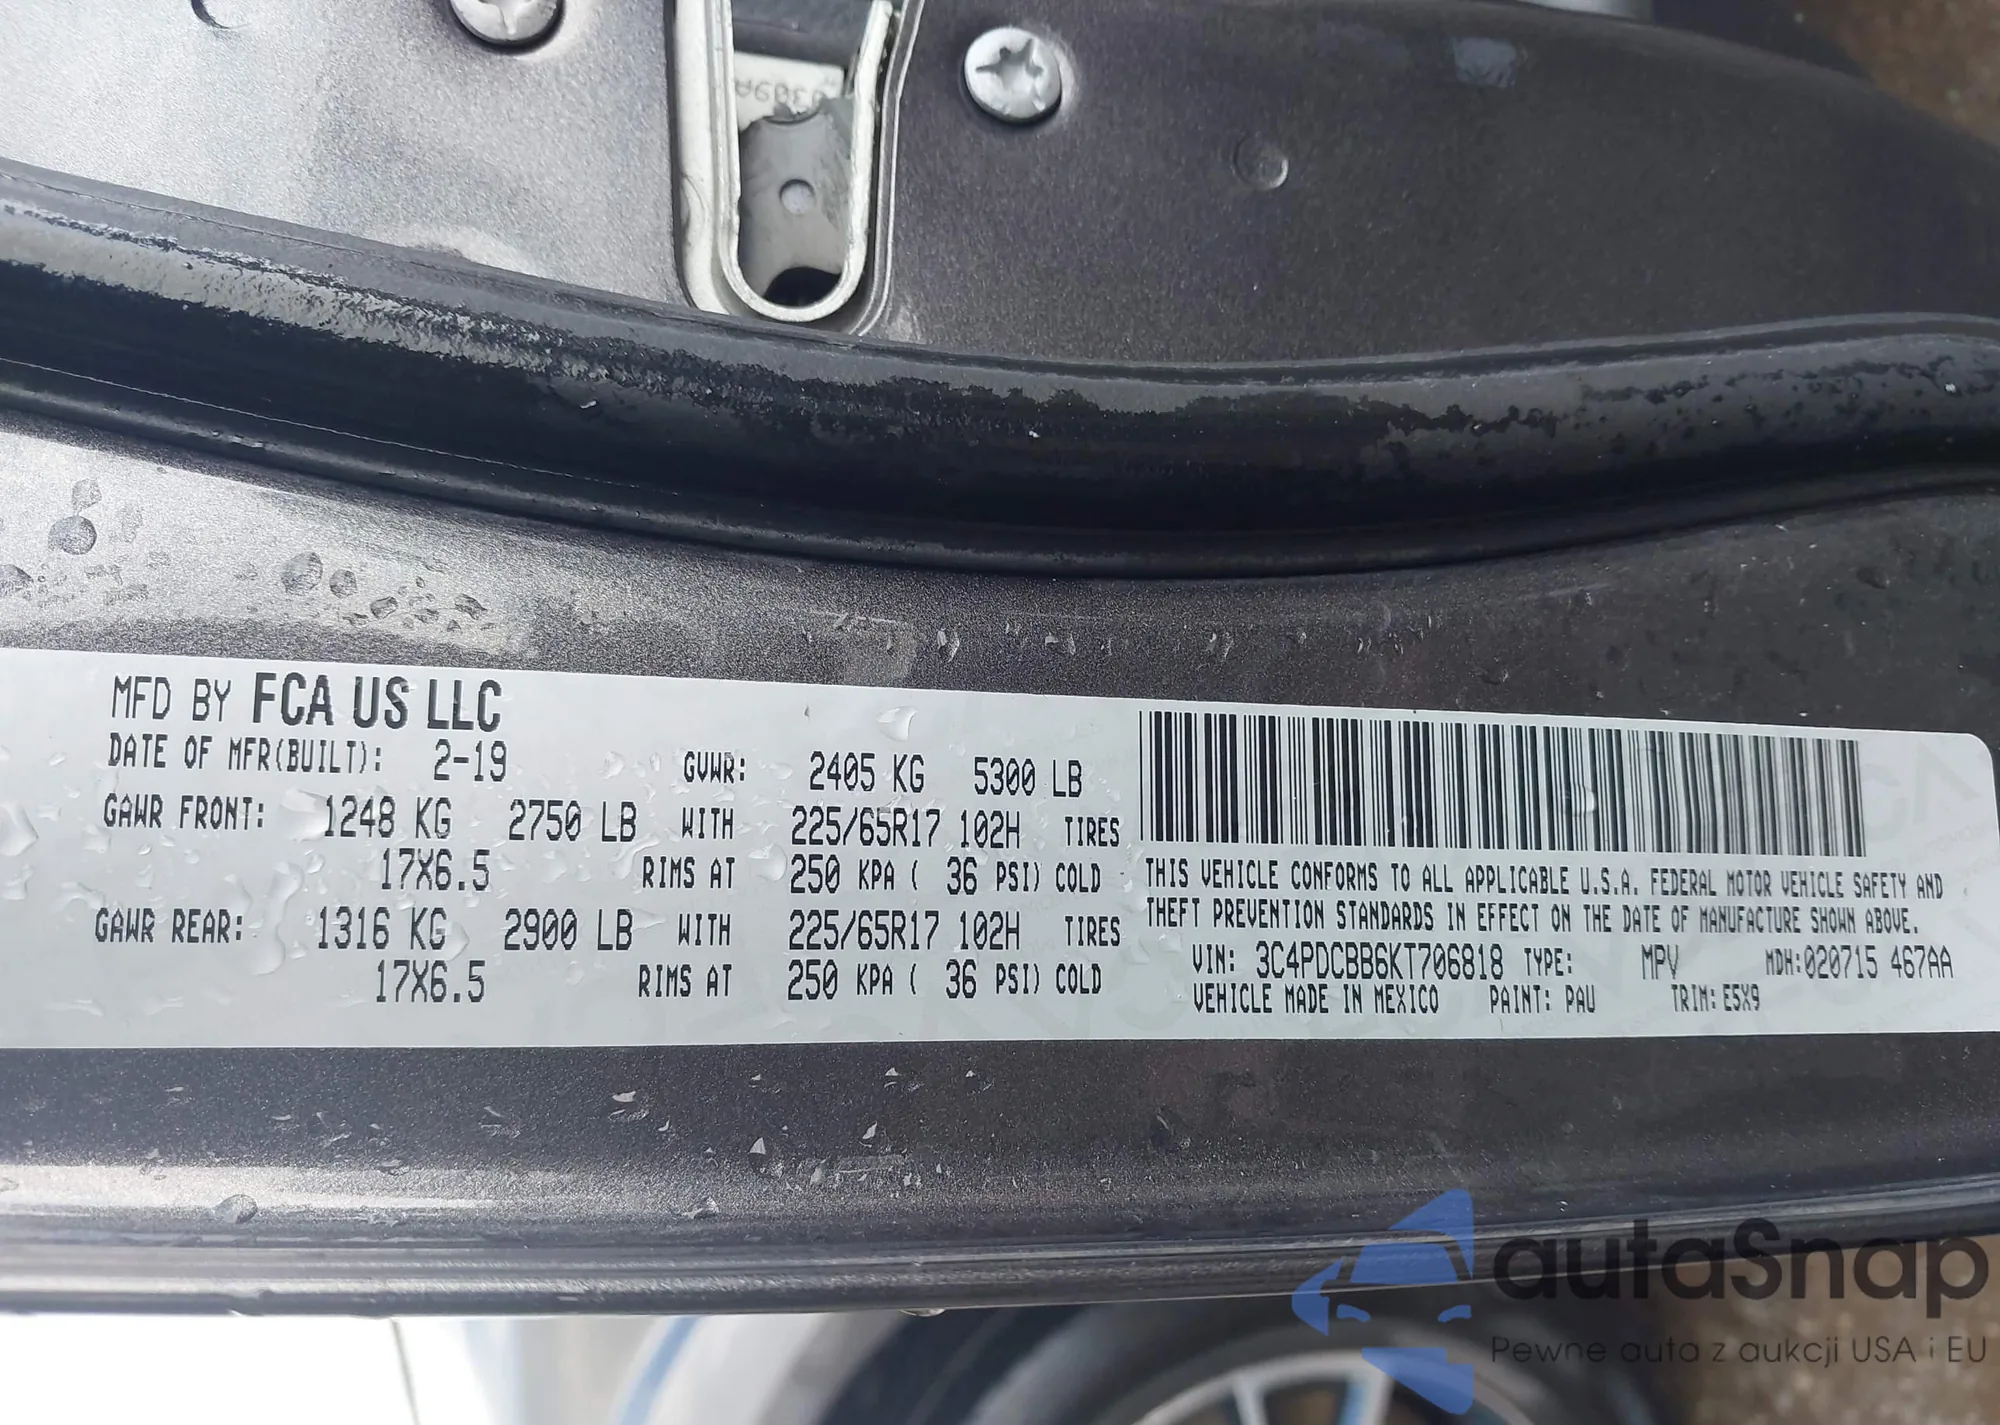 MFD BY FCA US LLC
DATE OF MFR(BUILT): 2-19 GVWR: 2405 KG 5300 LB
GAWR FRONT: 1248 KG 2750 LB WITH 225/65R17 102H TIRES
17X6.5 RIMS AT 250 KPA ( 36 PSI) COLD
GAWR REAR: 1316 KG 2900 LB WITH 225/65R17 102H TIRES
17X6.5 RIMS AT 250 KPA ( 36 PSI) COLD
THIS VEHICLE CONFORMS TO ALL APPLICABLE U.S.A. FEDERAL MOTOR VEHICLE SAFETY AND
THEFT PREVENTION STANDARDS IN EFFECT ON THE DATE OF MANUFACTURE SHOWN ABOVE.
VIN: 3C4PDCBB6KT706818 TYPE: MPV MDH:020715 467AA
VEHICLE MADE IN MEXICO PAINT: PAU TRIM: E5X9
autaSnap
Pewne auta z aukcji USA i EU